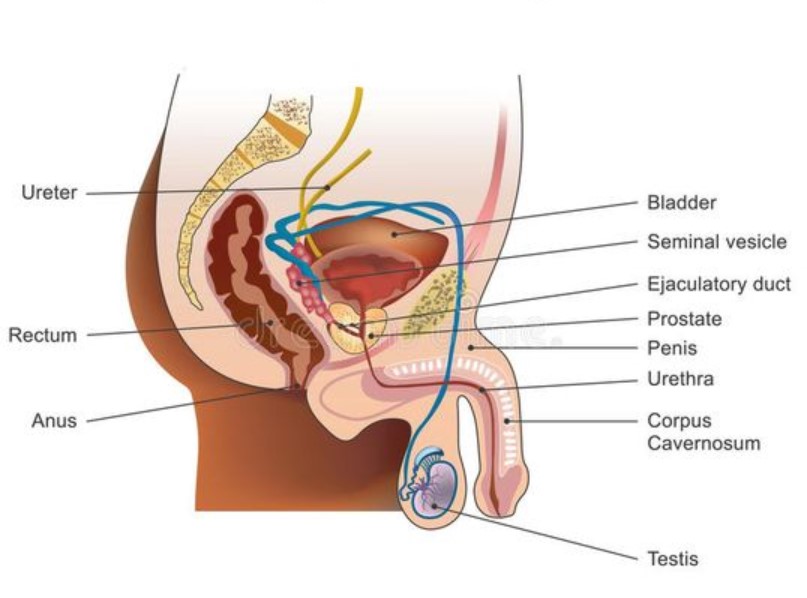 Ureter
Rectum
Anus
Bladder
Seminal vesicle
Ejaculatory duct
Prostate
Penis
Urethra
Corpus
Cavernosum
Testis